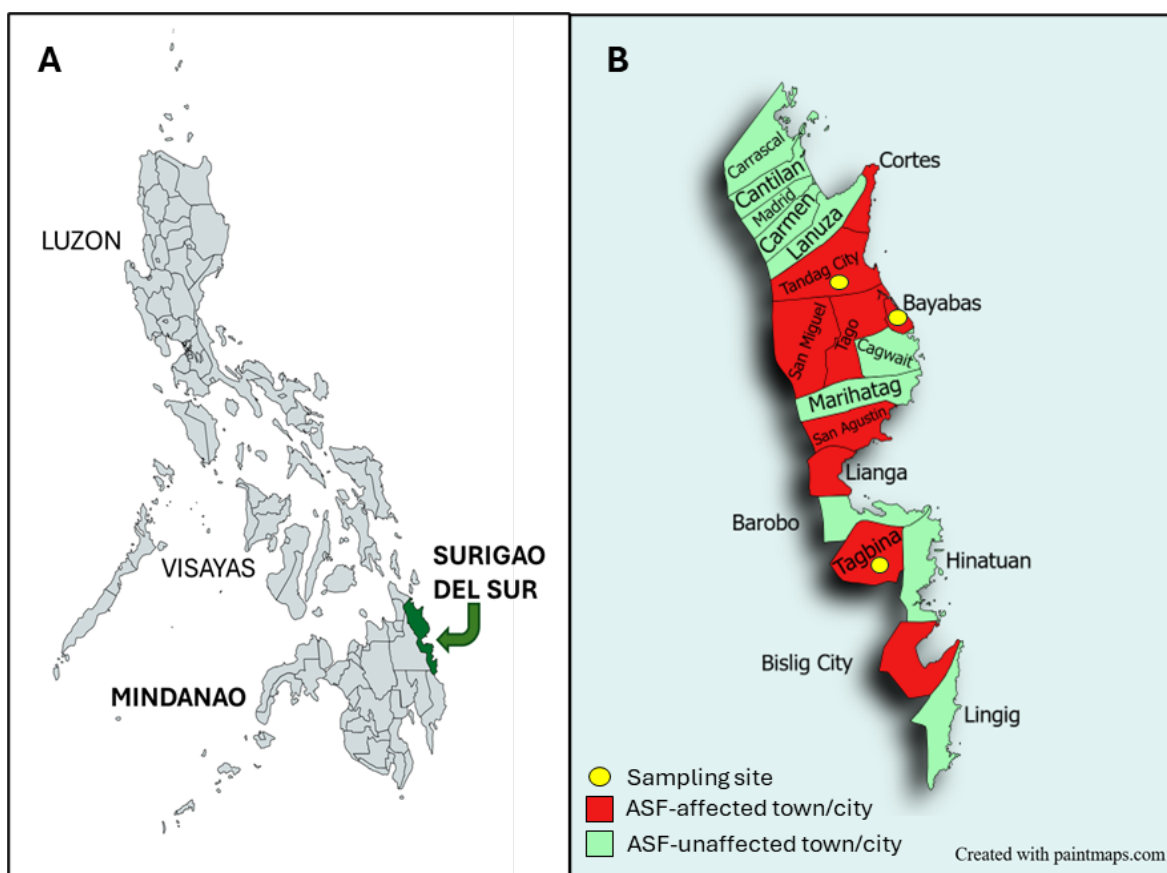 A
LUZON
VISAYAS
SURIGAO
DEL SUR
MINDANAO
B
Carrascal
Cantilan
Madrid
Carmen
Lanuza
Cortes
Tandag City
Bayabas
San Miguel
Tago
Cagwait
Marihatag
San Agustin
Lianga
Barobo
Tagbina
Hinatuan
Bislig City
Lingig
Sampling site
ASF-affected town/city
ASF-unaffected town/city
Created with paintmaps.com